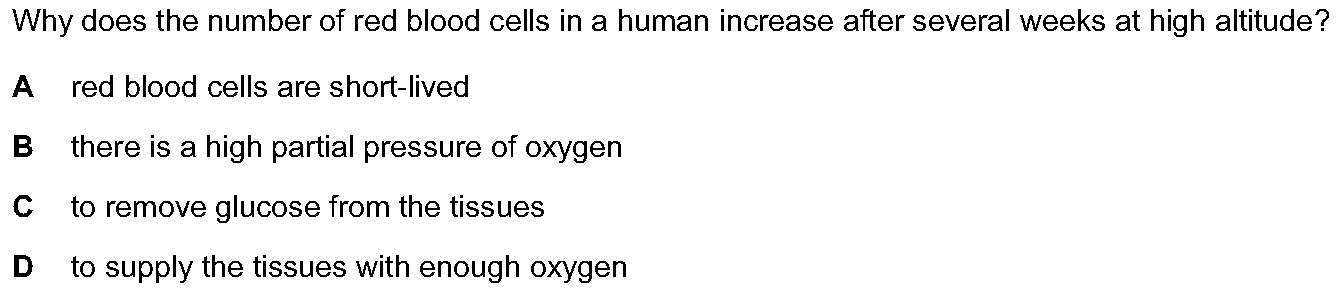 Why does the number of red blood cells in a human increase after several weeks at high altitude?
A red blood cells are short-lived
B there is a high partial pressure of oxygen
C to remove glucose from the tissues
D to supply the tissues with enough oxygen